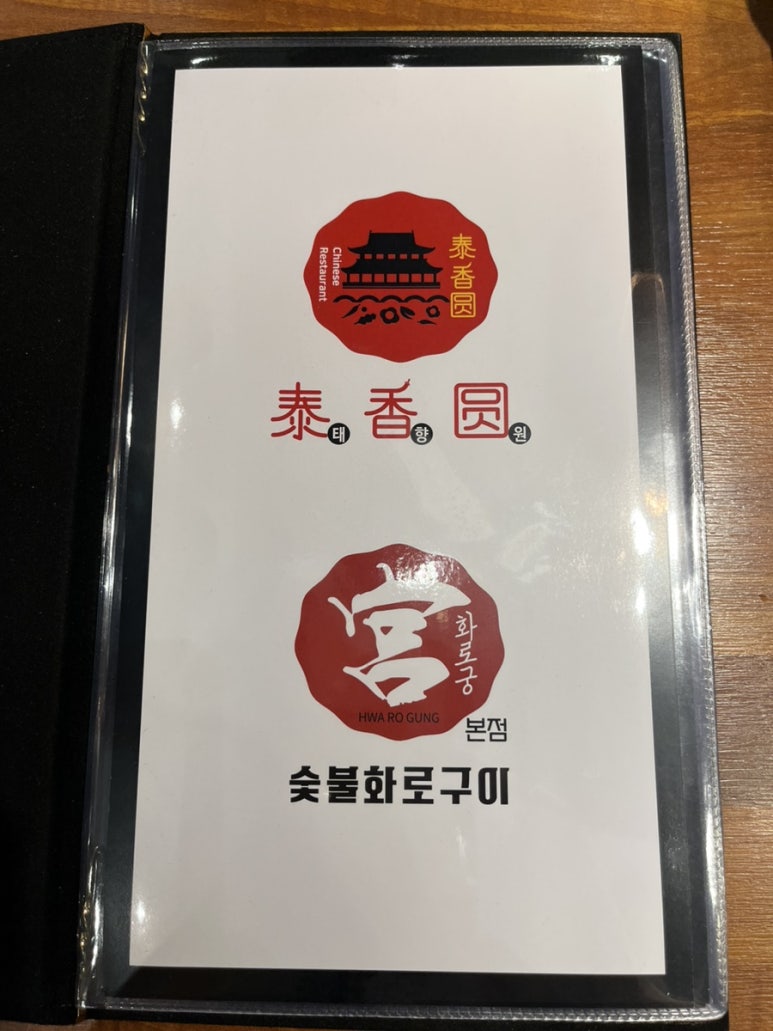 Chinese
Restaurant
泰香圆
泰태 香향 圆원
宮
화로궁
HWA RO GUNG
본점
숯불화로구이